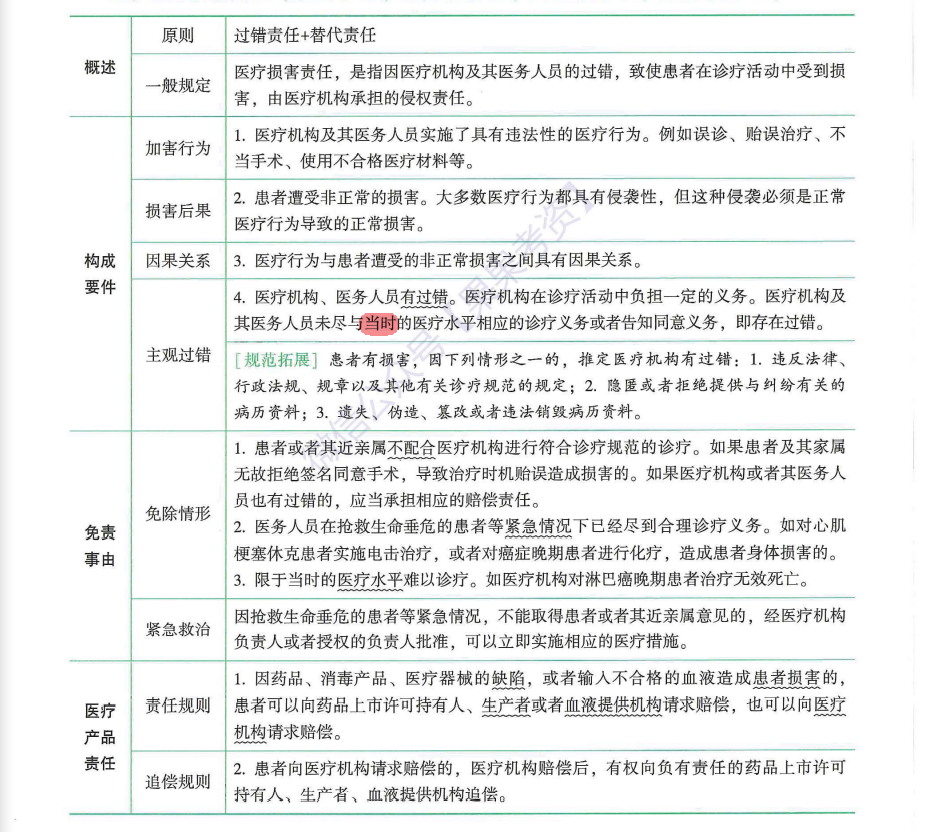 概述
原则
过错责任+替代责任
一般规定
医疗损害责任，是指因医疗机构及其医务人员的过错，致使患者在诊疗活动中受到损
害，由医疗机构承担的侵权责任。
构成
要件
加害行为
1. 医疗机构及其医务人员实施了具有违法性的医疗行为。例如误诊、贻误治疗、不
当手术、使用不合格医疗材料等。
损害后果
2. 患者遭受非正常的损害。大多数医疗行为都具有侵袭性，但这种侵袭必须是正常
医疗行为导致的正常损害。
因果关系
3. 医疗行为与患者遭受的非正常损害之间具有因果关系。
主观过错
4. 医疗机构、医务人员有过错。医疗机构在诊疗活动中负担一定的义务。医疗机构及
其医务人员未尽与当时的医疗水平相应的诊疗义务或者告知同意义务，即存在过错。
[规范拓展] 患者有损害，因下列情形之一的，推定医疗机构有过错：1. 违反法律、
行政法规、规章以及其他有关诊疗规范的规定；2. 隐匿或者拒绝提供与纠纷有关的
病历资料；3. 遗失、伪造、篡改或者违法销毁病历资料。
免责
事由
免除情形
1. 患者或者其近亲属不配合医疗机构进行符合诊疗规范的诊疗。如果患者及其家属
无故拒绝签名同意手术，导致治疗时机贻误造成损害的。如果医疗机构或者其医务人
员也有过错的，应当承担相应的赔偿责任。
2. 医务人员在抢救生命垂危的患者等紧急情况下已经尽到合理诊疗义务。如对心肌
梗塞休克患者实施电击治疗，或者对癌症晚期患者进行化疗，造成患者身体损害的。
3. 限于当时的医疗水平难以诊疗。如医疗机构对淋巴癌晚期患者治疗无效死亡。
紧急救治
因抢救生命垂危的患者等紧急情况，不能取得患者或者其近亲属意见的，经医疗机构
负责人或者授权的负责人批准，可以立即实施相应的医疗措施。
医疗
产品
责任
责任规则
1. 因药品、消毒产品、医疗器械的缺陷，或者输入不合格的血液造成患者损害的，
患者可以向药品上市许可持有人、生产者或者血液提供机构请求赔偿，也可以向医疗
机构请求赔偿。
追偿规则
2. 患者向医疗机构请求赔偿的，医疗机构赔偿后，有权向负有责任的药品上市许可
持有人、生产者、血液提供机构追偿。
微信公众号【果果考资】